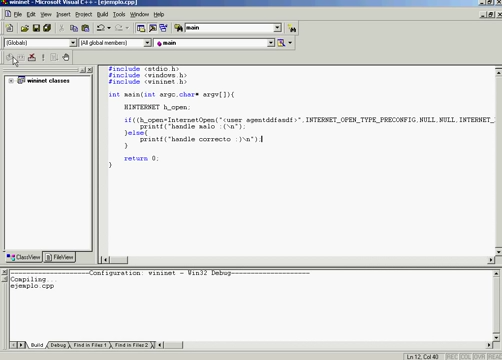 wininet - Microsoft Visual C++ - [ejemplo.cpp]
File Edit View Insert Project Build Tools Window Help
main
(Globals) (All global members) main
wininet classes
#include <stdio.h>
#include <windows.h>
#include <wininet.h>
int main(int argc,char* argv[]){
HINTERNET h_open;
if((h_open=InternetOpen("<user agentddfasdf>",INTERNET_OPEN_TYPE_PRECONFIG,NULL,NULL,INTERNET_
printf("handle malo :(\n");
}else{
printf("handle correcto :)\n");
}
return 0;
}
ClassView FileView
--------------------Configuration: wininet - Win32 Debug--------------------
Compiling...
ejemplo.cpp
Build Debug Find in Files 1 Find in Files 2
Ln 12, Col 40 REC COL OVR READ